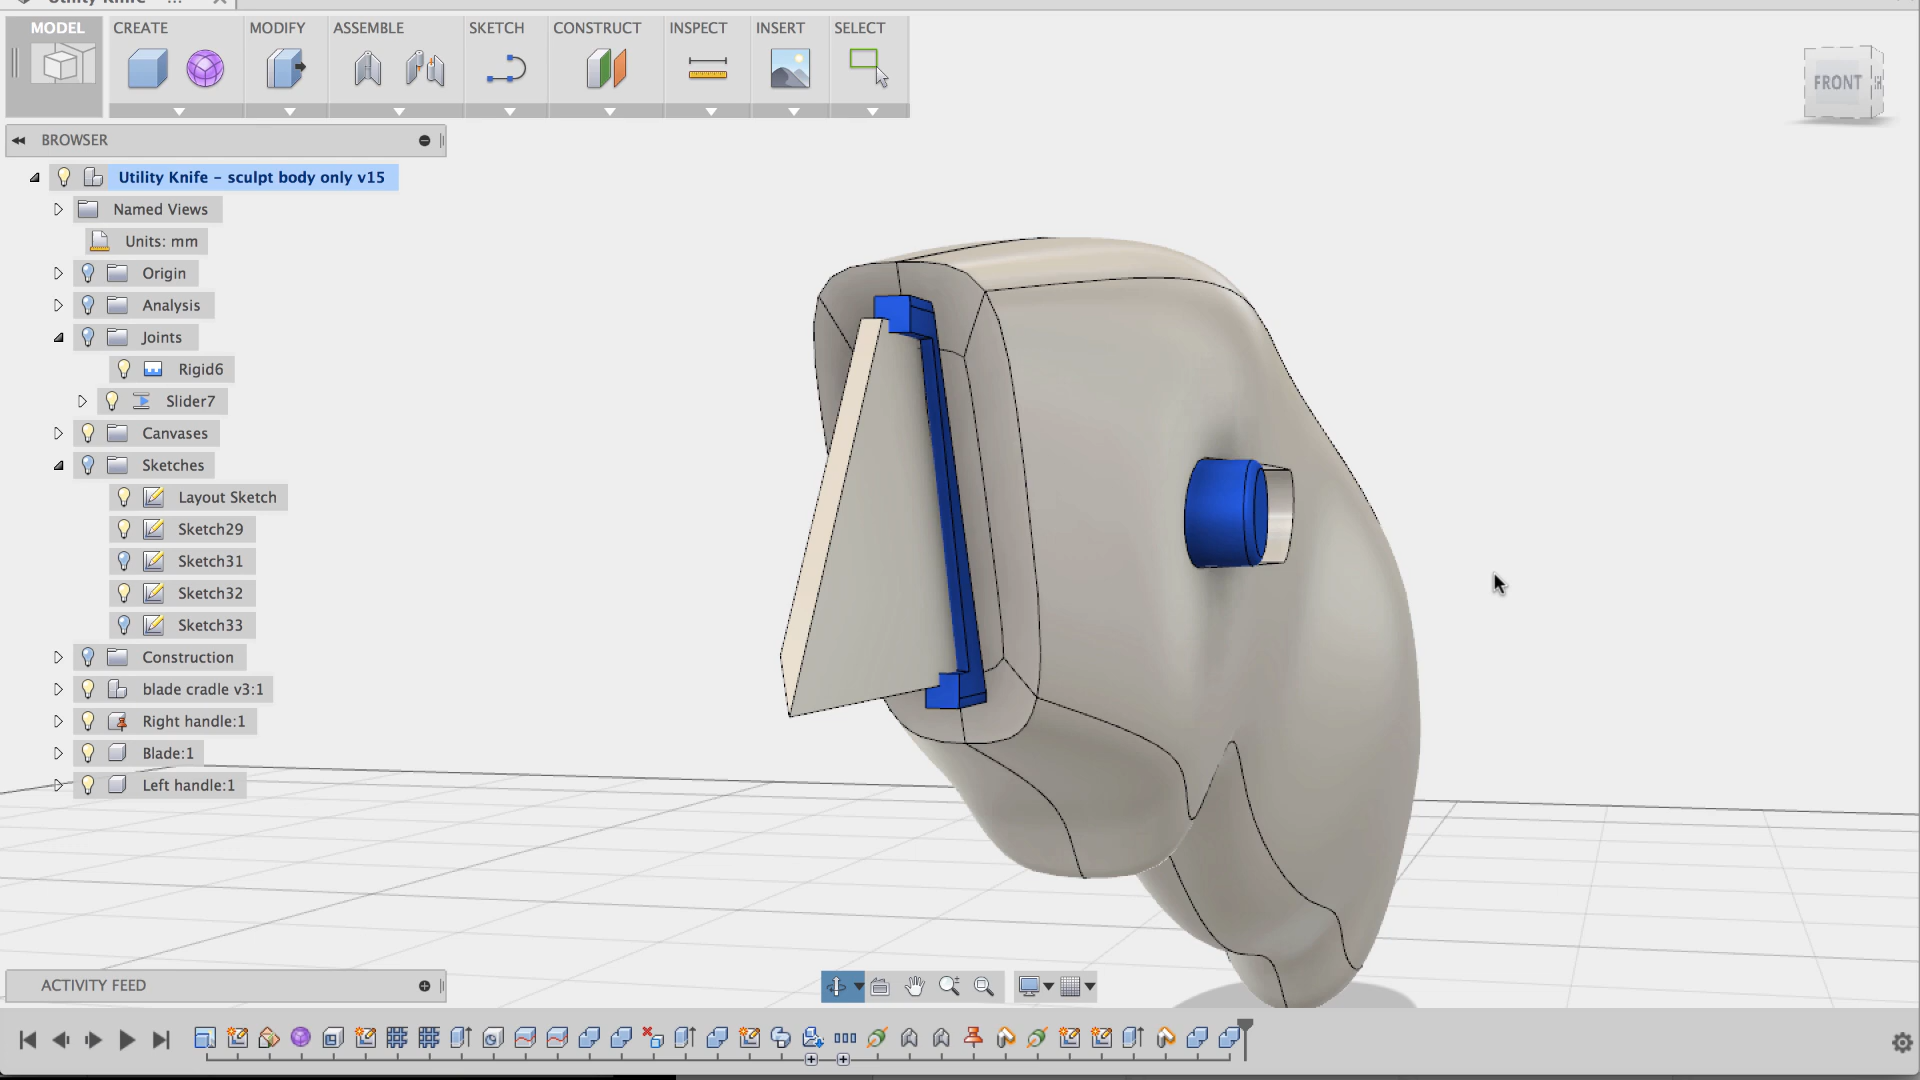 Utility Knife – ...
MODEL
CREATE
MODIFY
ASSEMBLE
SKETCH
CONSTRUCT
INSPECT
INSERT
SELECT
FRONT
BROWSER
Utility Knife – sculpt body only v15
Named Views
Units: mm
Origin
Analysis
Joints
Rigid6
Slider7
Canvases
Sketches
Layout Sketch
Sketch29
Sketch31
Sketch32
Sketch33
Construction
blade cradle v3:1
Right handle:1
Blade:1
Left handle:1
ACTIVITY FEED